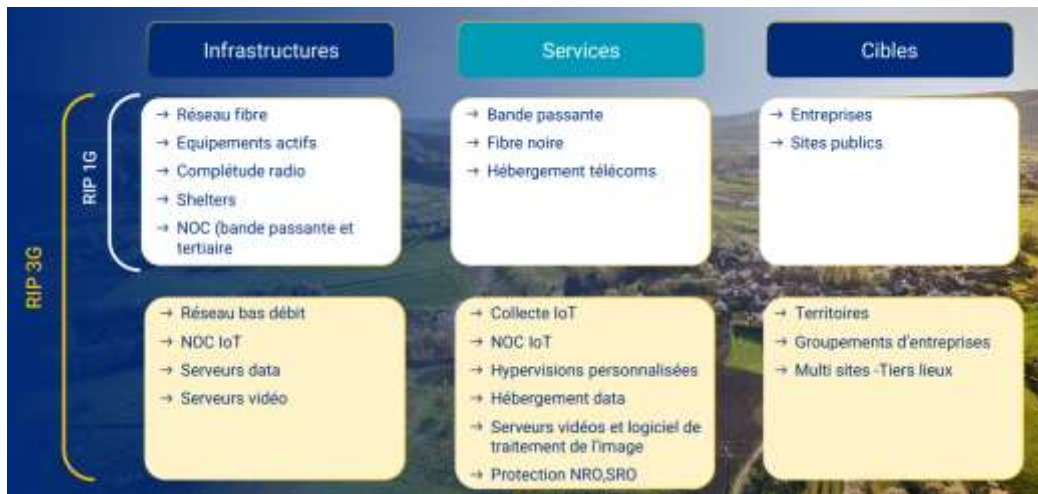 Infrastructures
Services
Cibles
RIP 3G
RIP 1G
→ Réseau fibre
→ Equipements actifs
→ Complétude radio
→ Shelters
→ NOC (bande passante et
tertiaire
→ Bande passante
→ Fibre noire
→ Hébergement télécoms
→ Entreprises
→ Sites publics
→ Réseau bas débit
→ NOC IoT
→ Serveurs data
→ Serveurs vidéo
→ Collecte IoT
→ NOC IoT
→ Hypervisions personnalisées
→ Hébergement data
→ Serveurs vidéos et logiciel de
traitement de l'image
→ Protection NRO,SRO
→ Territoires
→ Groupements d'entreprises
→ Multi sites -Tiers lieux